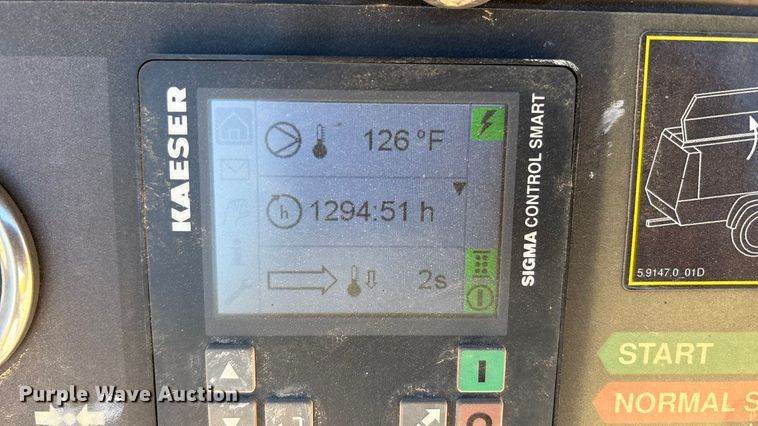 KAESER
126 °F
h 1294:51 h
2s
SIGMA CONTROL SMART
5.9147.0_01D
START
NORMAL S
I
Purple Wave Auction